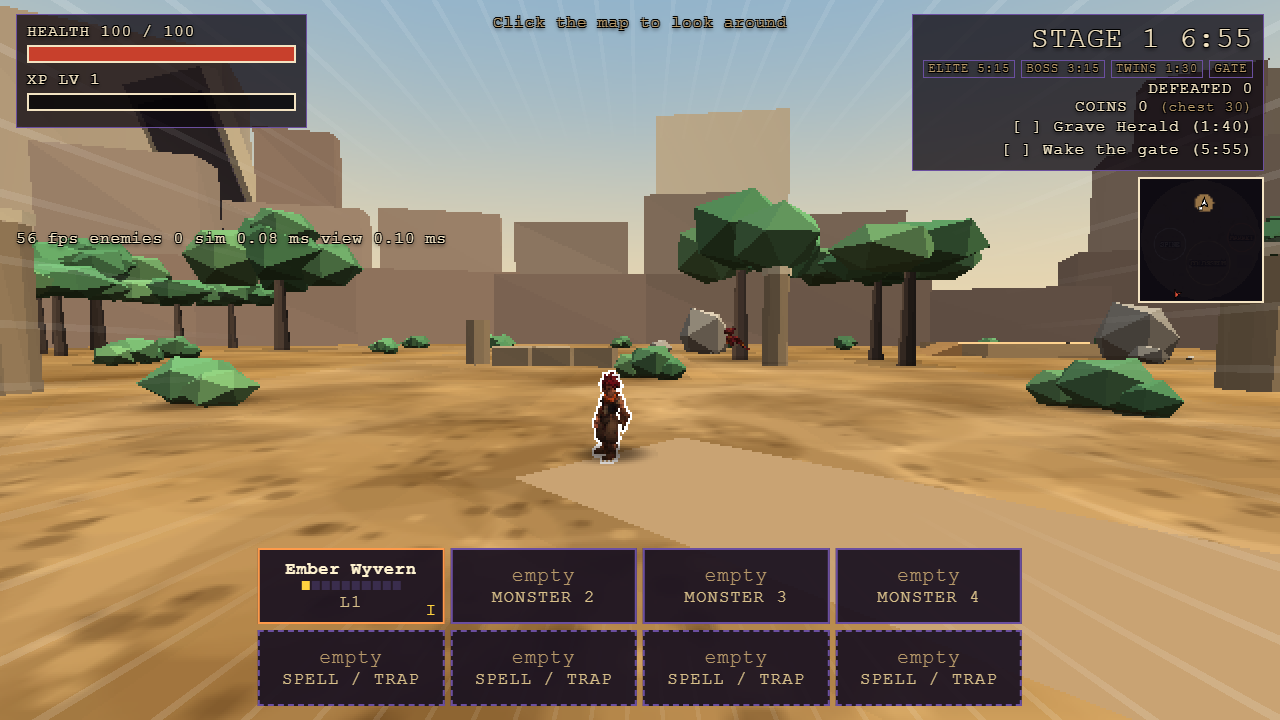 Click the map to look around
HEALTH 100 / 100
XP LV 1
STAGE 1 6:55
ELITE 5:15 BOSS 3:15 TWINS 1:30 GATE
DEFEATED 0
COINS 0 (chest 30)
[ ] Grave Herald (1:40)
[ ] Wake the gate (5:55)
56 fps enemies 0 sim 0.08 ms view 0.10 ms
Ember Wyvern
L1
I
empty
MONSTER 2
empty
MONSTER 3
empty
MONSTER 4
empty
SPELL / TRAP
empty
SPELL / TRAP
empty
SPELL / TRAP
empty
SPELL / TRAP